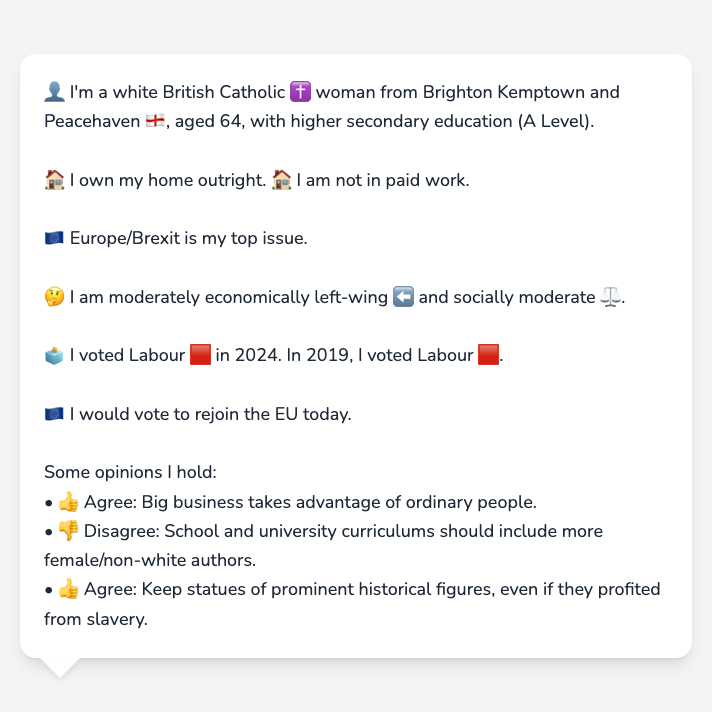 👤 I'm a white British Catholic ✝️ woman from Brighton Kemptown and
Peacehaven 🏴󠁧󠁢󠁥󠁮󠁧󠁿, aged 64, with higher secondary education (A Level).
🏠 I own my home outright. 🏠 I am not in paid work.
🇪🇺 Europe/Brexit is my top issue.
🤔 I am moderately economically left-wing ⬅️ and socially moderate ⚖️.
🗳️ I voted Labour 🟥 in 2024. In 2019, I voted Labour 🟥.
🇪🇺 I would vote to rejoin the EU today.
Some opinions I hold:
• 👍 Agree: Big business takes advantage of ordinary people.
• 👎 Disagree: School and university curriculums should include more
female/non-white authors.
• 👍 Agree: Keep statues of prominent historical figures, even if they profited
from slavery.